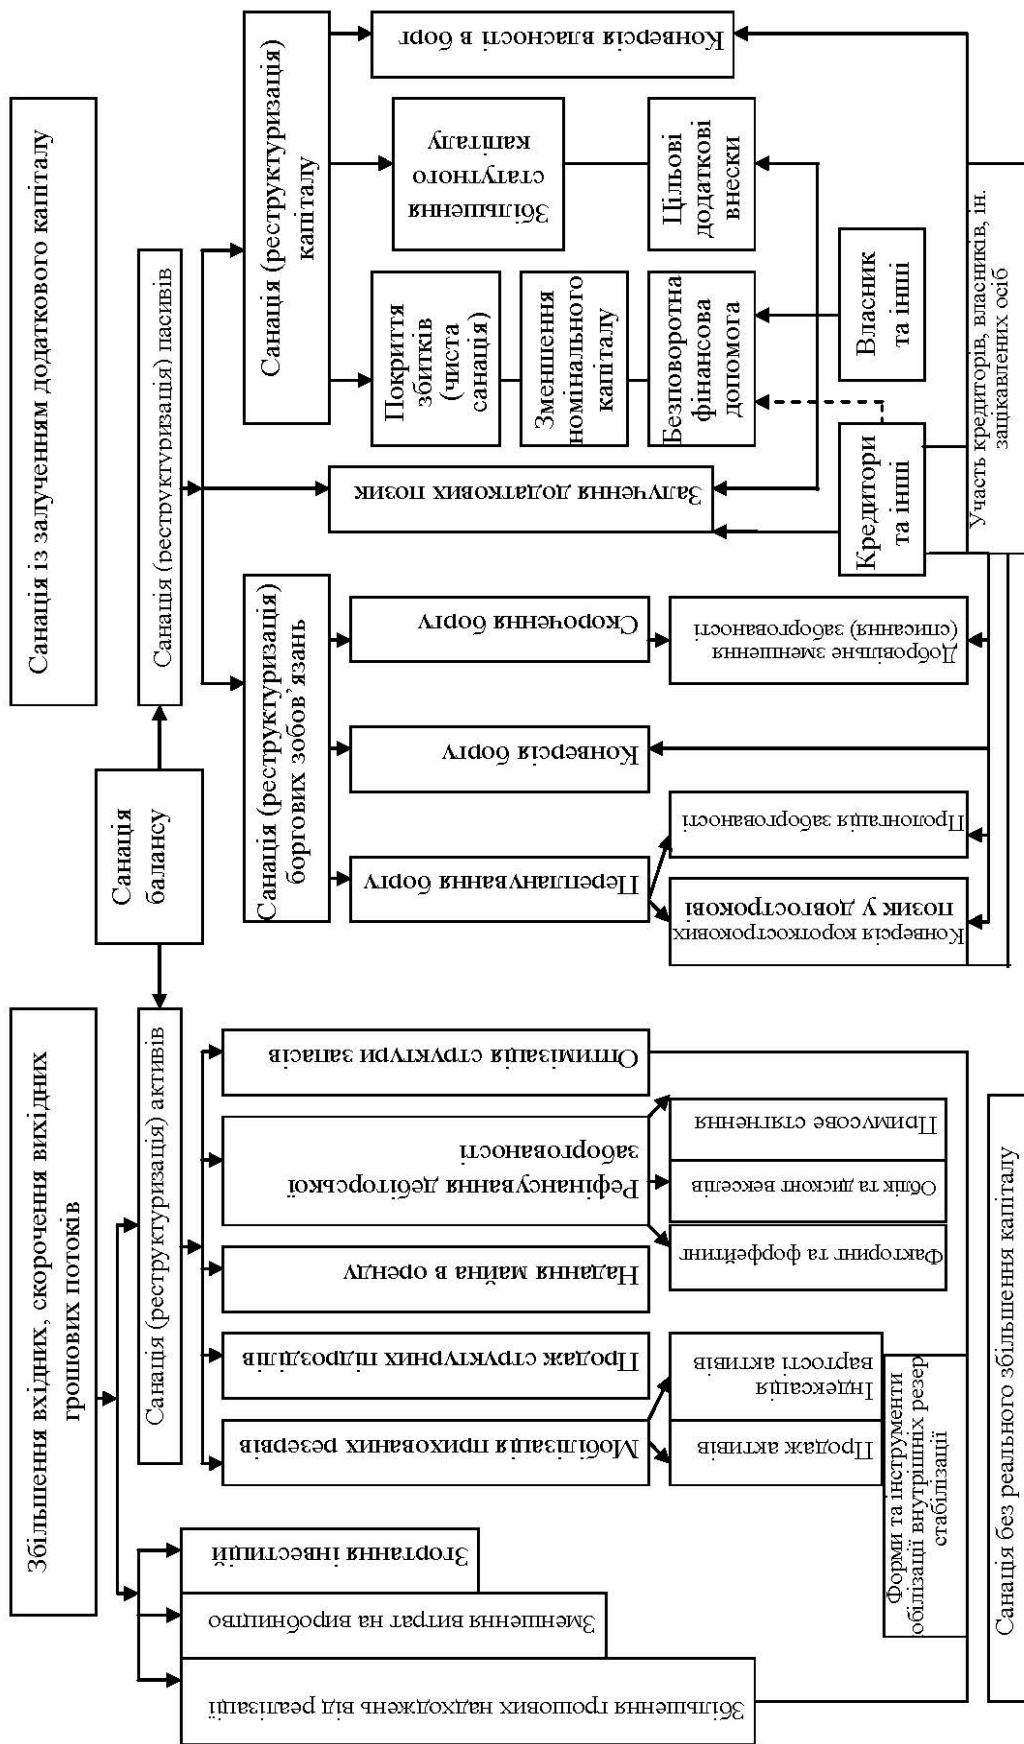 Збільшення вхідних, скорочення вихідних
грошових потоків
Санація із залученням додаткового капіталу
Санація
балансу
Санація (реструктуризація) активів
Санація (реструктуризація) пасивів
Збільшення грошових надходжень від реалізації
Зменшення витрат на виробництво
Згортання інвестицій
Мобілізація прихованих резервів
Продаж структурних підрозділів
Надання майна в оренду
Рефінансування дебіторської
заборгованості
Оптимізація структури запасів
Продаж активів
Індексація
вартості активів
Факторинг та форфейтинг
Облік та дисконт векселів
Примусове стягнення
Форми та інструменти
обілізації внутрішніх резер
стабілізації
Санація без реального збільшення капіталу
Санація (реструктуризація)
боргових зобов’язань
Перепланування боргу
Конверсія боргу
Скорочення боргу
Конверсія короткострокових
позик у довгострокові
Пролонгація заборгованості
Добровільне зменшення
(списання) заборгованості
Залучення додаткових позик
Санація (реструктуризація)
капіталу
Покриття
збитків
(чиста
санація)
Зменшення
номінального
капіталу
Безповоротна
фінансова
допомога
Збільшення
статутного
капіталу
Цільові
додаткові
внески
Конверсія власності в борг
Кредитори
та інші
Власник
та інші
Участь кредиторів, власників, ін.
зацікавлених осіб